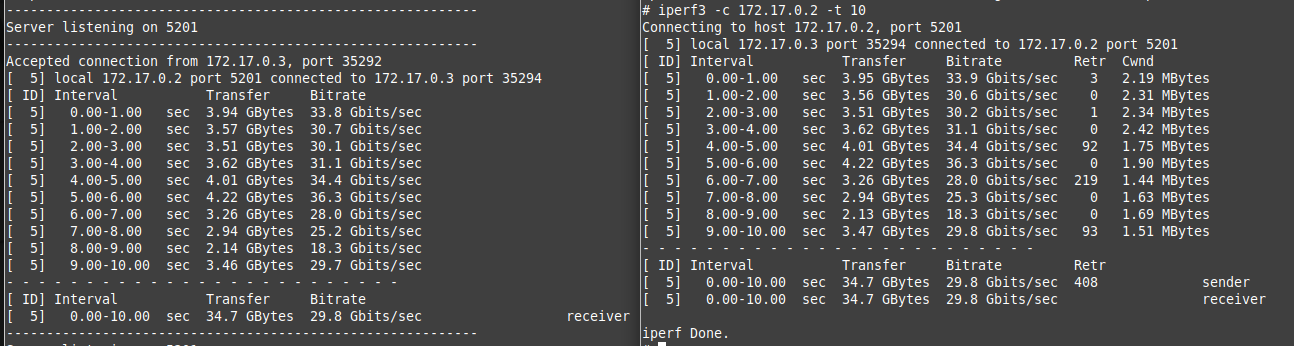 -----------------------------------------------------------
Server listening on 5201
-----------------------------------------------------------
Accepted connection from 172.17.0.3, port 35292
[  5] local 172.17.0.2 port 5201 connected to 172.17.0.3 port 35294
[ ID] Interval           Transfer     Bitrate
[  5]   0.00-1.00   sec  3.94 GBytes  33.8 Gbits/sec
[  5]   1.00-2.00   sec  3.57 GBytes  30.7 Gbits/sec
[  5]   2.00-3.00   sec  3.51 GBytes  30.1 Gbits/sec
[  5]   3.00-4.00   sec  3.62 GBytes  31.1 Gbits/sec
[  5]   4.00-5.00   sec  4.01 GBytes  34.4 Gbits/sec
[  5]   5.00-6.00   sec  4.22 GBytes  36.3 Gbits/sec
[  5]   6.00-7.00   sec  3.26 GBytes  28.0 Gbits/sec
[  5]   7.00-8.00   sec  2.94 GBytes  25.2 Gbits/sec
[  5]   8.00-9.00   sec  2.14 GBytes  18.3 Gbits/sec
[  5]   9.00-10.00  sec  3.46 GBytes  29.7 Gbits/sec
- - - - - - - - - - - - - - - - - - - - - - - - -
[ ID] Interval           Transfer     Bitrate
[  5]   0.00-10.00  sec  34.7 GBytes  29.8 Gbits/sec                  receiver
-----------------------------------------------------------
# iperf3 -c 172.17.0.2 -t 10
Connecting to host 172.17.0.2, port 5201
[  5] local 172.17.0.3 port 35294 connected to 172.17.0.2 port 5201
[ ID] Interval           Transfer     Bitrate         Retr  Cwnd
[  5]   0.00-1.00   sec  3.95 GBytes  33.9 Gbits/sec    3   2.19 MBytes
[  5]   1.00-2.00   sec  3.56 GBytes  30.6 Gbits/sec    0   2.31 MBytes
[  5]   2.00-3.00   sec  3.51 GBytes  30.2 Gbits/sec    1   2.34 MBytes
[  5]   3.00-4.00   sec  3.62 GBytes  31.1 Gbits/sec    0   2.42 MBytes
[  5]   4.00-5.00   sec  4.01 GBytes  34.4 Gbits/sec   92   1.75 MBytes
[  5]   5.00-6.00   sec  4.22 GBytes  36.3 Gbits/sec    0   1.90 MBytes
[  5]   6.00-7.00   sec  3.26 GBytes  28.0 Gbits/sec  219   1.44 MBytes
[  5]   7.00-8.00   sec  2.94 GBytes  25.3 Gbits/sec    0   1.63 MBytes
[  5]   8.00-9.00   sec  2.13 GBytes  18.3 Gbits/sec    0   1.69 MBytes
[  5]   9.00-10.00  sec  3.47 GBytes  29.8 Gbits/sec   93   1.51 MBytes
- - - - - - - - - - - - - - - - - - - - - - - - -
[ ID] Interval           Transfer     Bitrate         Retr
[  5]   0.00-10.00  sec  34.7 GBytes  29.8 Gbits/sec  408             sender
[  5]   0.00-10.00  sec  34.7 GBytes  29.8 Gbits/sec                  receiver
iperf Done.